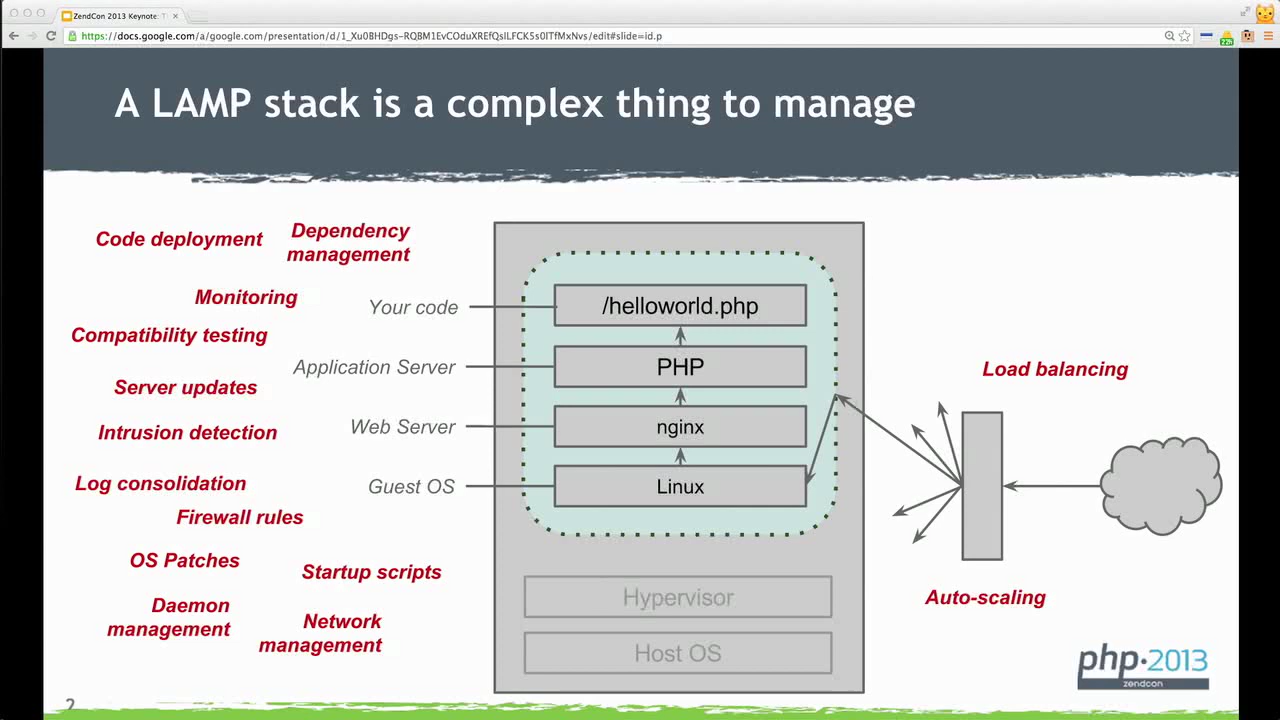 ZendCon 2013 Keynote: T
https://docs.google.com/a/google.com/presentation/d/1_Xu0BHDgs-RQBM1EvCOduXREfQsILFCK5s0ITfMxNvs/edit#slide=id.p
A LAMP stack is a complex thing to manage
Code deployment
Dependency
management
Monitoring
Compatibility testing
Server updates
Intrusion detection
Log consolidation
Firewall rules
OS Patches
Startup scripts
Daemon
management
Network
management
Your code
Application Server
Web Server
Guest OS
/helloworld.php
PHP
nginx
Linux
Hypervisor
Host OS
Load balancing
Auto-scaling
php·2013
zendcon
2